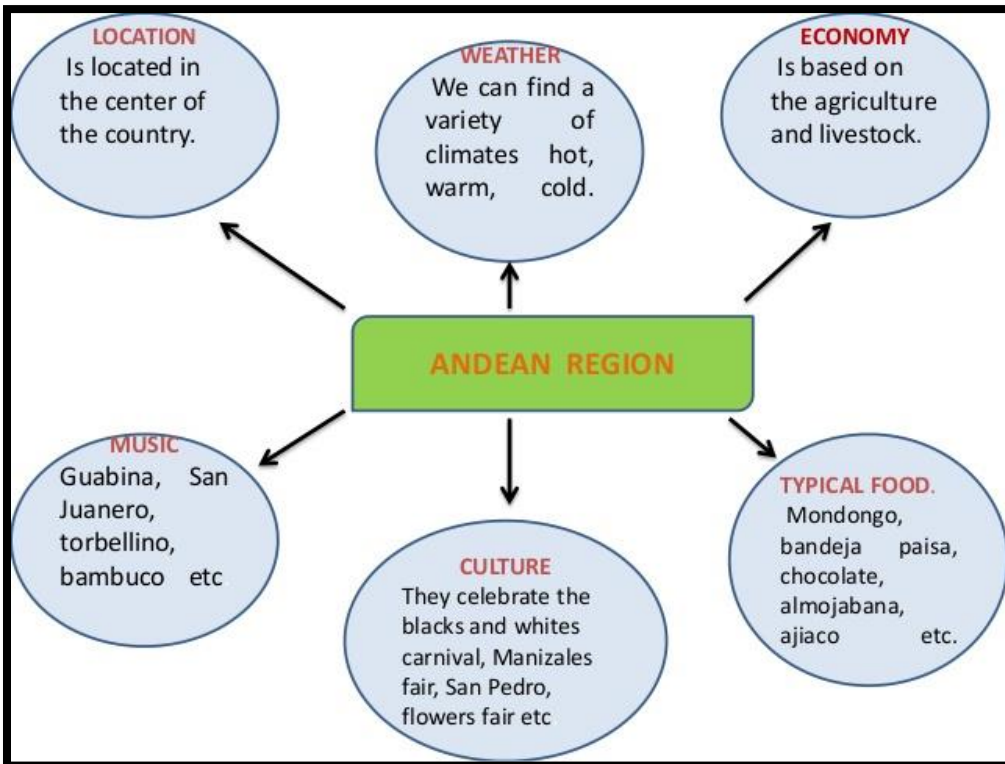 LOCATION
Is located in
the center of
the country.
WEATHER
We can find a
variety of
climates hot,
warm, cold.
ECONOMY
Is based on
the agriculture
and livestock.
ANDEAN REGION
MUSIC
Guabina, San
Juanero,
torbellino,
bambuco etc
CULTURE
They celebrate the
blacks and whites
carnival, Manizales
fair, San Pedro,
flowers fair etc
TYPICAL FOOD.
Mondongo,
bandeja paisa,
chocolate,
almojabana,
ajiaco etc.